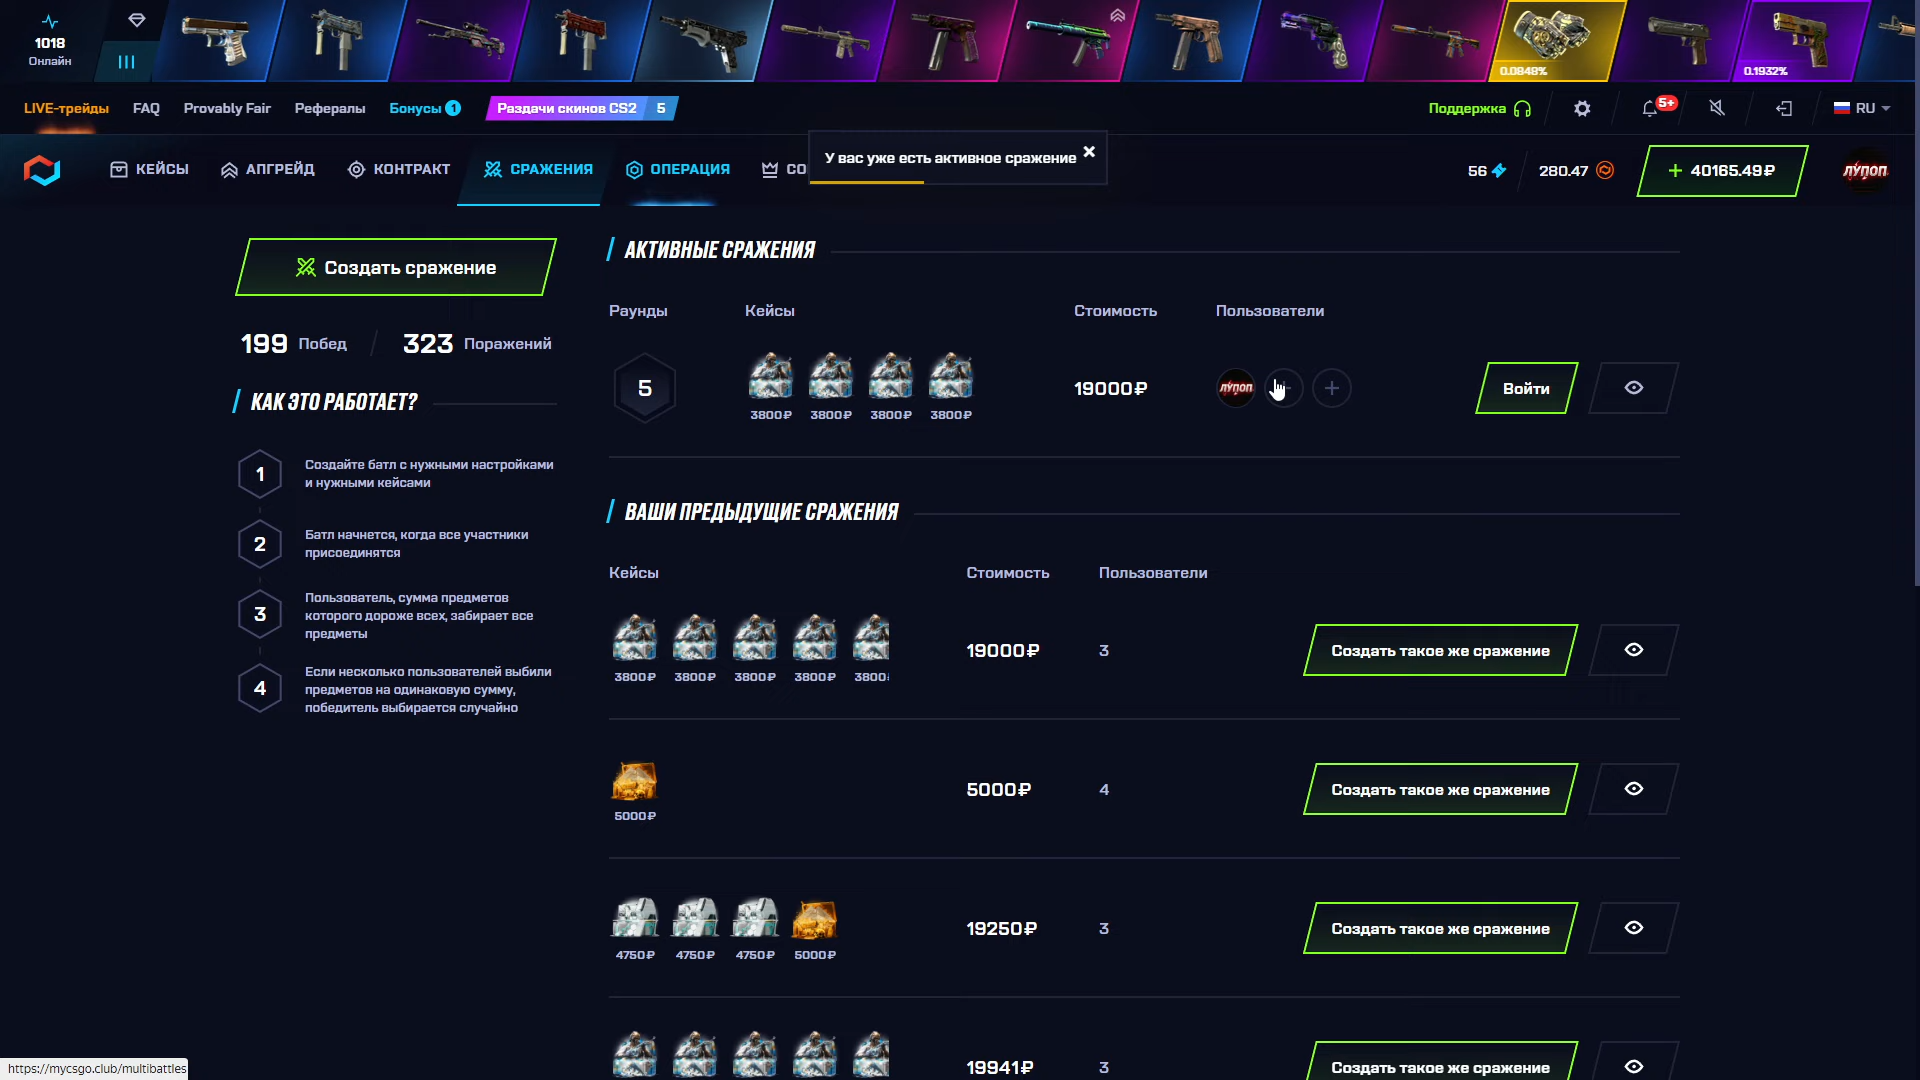 1018
Онлайн
0.0848%
0.1932%
LIVE-трейды
FAQ
Provably Fair
Рефералы
Бонусы 1
Раздачи скинов CS2 5
Поддержка
5+
RU
КЕЙСЫ
АПГРЕЙД
КОНТРАКТ
СРАЖЕНИЯ
ОПЕРАЦИЯ
СО
У вас уже есть активное сражение
56
280.47
+ 40165.49₽
ЛУПОП
Создать сражение
199 Побед / 323 Поражений
КАК ЭТО РАБОТАЕТ?
1
Создайте батл с нужными настройками
и нужными кейсами
2
Батл начнется, когда все участники
присоединятся
3
Пользователь, сумма предметов
которого дороже всех, забирает все
предметы
4
Если несколько пользователей выбили
предметов на одинаковую сумму,
победитель выбирается случайно
АКТИВНЫЕ СРАЖЕНИЯ
Раунды Кейсы Стоимость Пользователи
5
3800₽ 3800₽ 3800₽ 3800₽
19000₽
ЛУПОП
Войти
ВАШИ ПРЕДЫДУЩИЕ СРАЖЕНИЯ
Кейсы Стоимость Пользователи
3800₽ 3800₽ 3800₽ 3800₽ 3800
19000₽ 3 Создать такое же сражение
5000₽
5000₽ 4 Создать такое же сражение
4750₽ 4750₽ 4750₽ 5000₽
19250₽ 3 Создать такое же сражение
19941₽ 3 Создать такое же сражение
https://mycsgo.club/multibattles